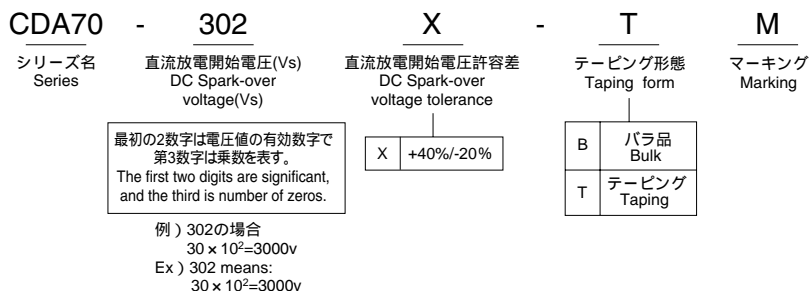 CDA70 - 302 X - T M
シリーズ名 直流放電開始電圧(Vs) 直流放電開始電圧許容差 テーピング形態 マーキング
Series DC Spark-over DC Spark-over Taping form Marking
voltage(Vs) voltage tolerance
最初の2数字は電圧値の有効数字で
第3数字は乗数を表す。
The first two digits are significant,
and the third is number of zeros.
X +40%/-20%
B バラ品
Bulk
T テーピング
Taping
例）302の場合
30×10²=3000v
Ex）302 means:
30×10²=3000v